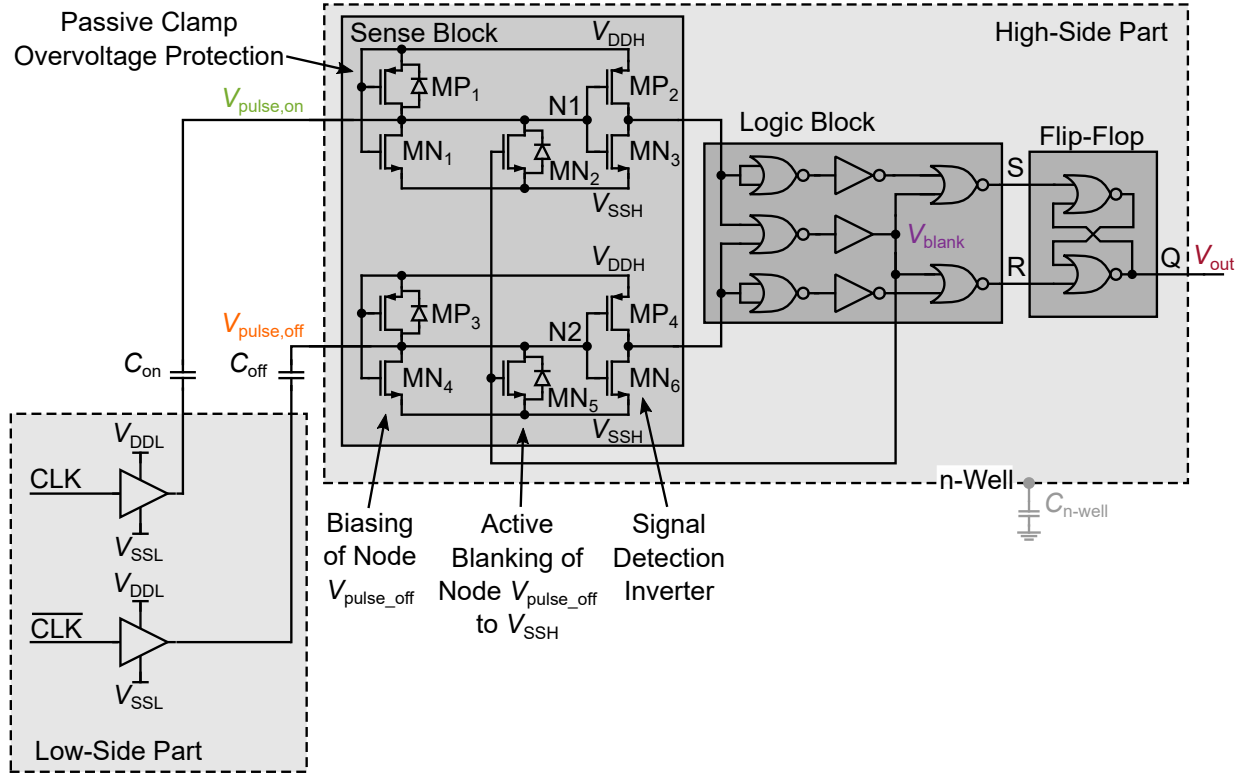 Passive Clamp
Overvoltage Protection
Sense Block
V_DDH
High-Side Part
MP1
MP2
V_pulse,on
N1
Logic Block
Flip-Flop
MN1
MN2
MN3
V_SSH
S
V_blank
V_DDH
R
Q
V_out
MP3
MP4
V_pulse,off
N2
C_on
C_off
MN4
MN5
MN6
V_SSH
V_DDL
CLK
V_SSL
n-Well
C_n-well
Biasing
of Node
V_pulse_off
Active
Blanking of
Node V_pulse_off
to V_SSH
Signal
Detection
Inverter
V_DDL
CLK
V_SSL
Low-Side Part